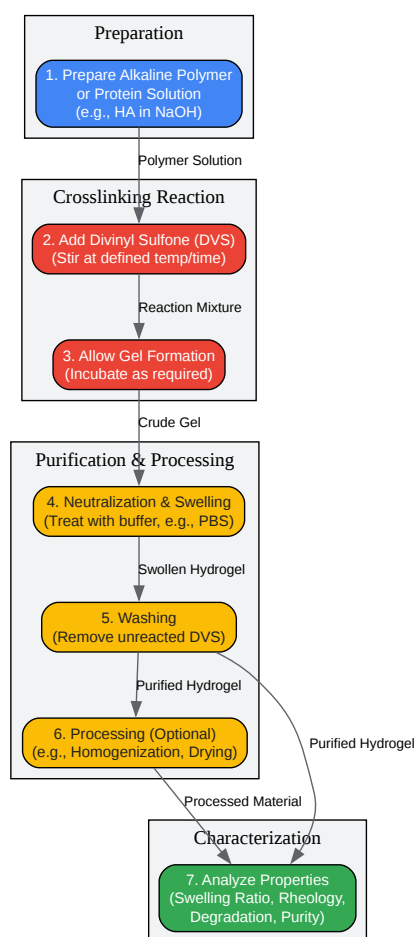 Preparation
1. Prepare Alkaline Polymer
or Protein Solution
(e.g., HA in NaOH)
Polymer Solution
Crosslinking Reaction
2. Add Divinyl Sulfone (DVS)
(Stir at defined temp/time)
Reaction Mixture
3. Allow Gel Formation
(Incubate as required)
Crude Gel
Purification & Processing
4. Neutralization & Swelling
(Treat with buffer, e.g., PBS)
Swollen Hydrogel
5. Washing
(Remove unreacted DVS)
Purified Hydrogel
6. Processing (Optional)
(e.g., Homogenization, Drying)
Purified Hydrogel
Processed Material
Characterization
7. Analyze Properties
(Swelling Ratio, Rheology,
Degradation, Purity)